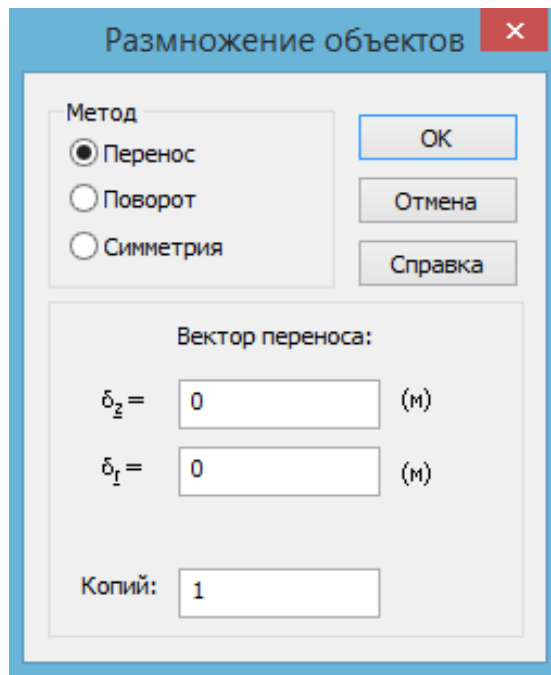 Размножение объектов
Метод
Перенос
Поворот
Симметрия
OK
Отмена
Справка
Вектор переноса:
δz = 0 (м)
δr = 0 (м)
Копий: 1